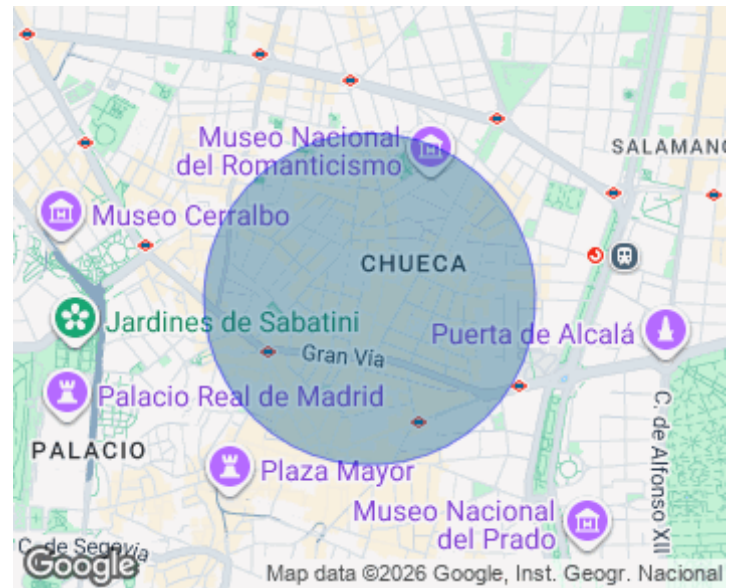 Museo Nacional
del Romanticismo
SALAMANC
Museo Cerralbo
CHUECA
Jardines de Sabatini
Puerta de Alcalá
Gran Vía
Palacio Real de Madrid
C. de Alfonso XII
PALACIO
Plaza Mayor
Museo Nacional
del Prado
C. de Segovia
Google
Map data ©2026 Google, Inst. Geogr. Nacional